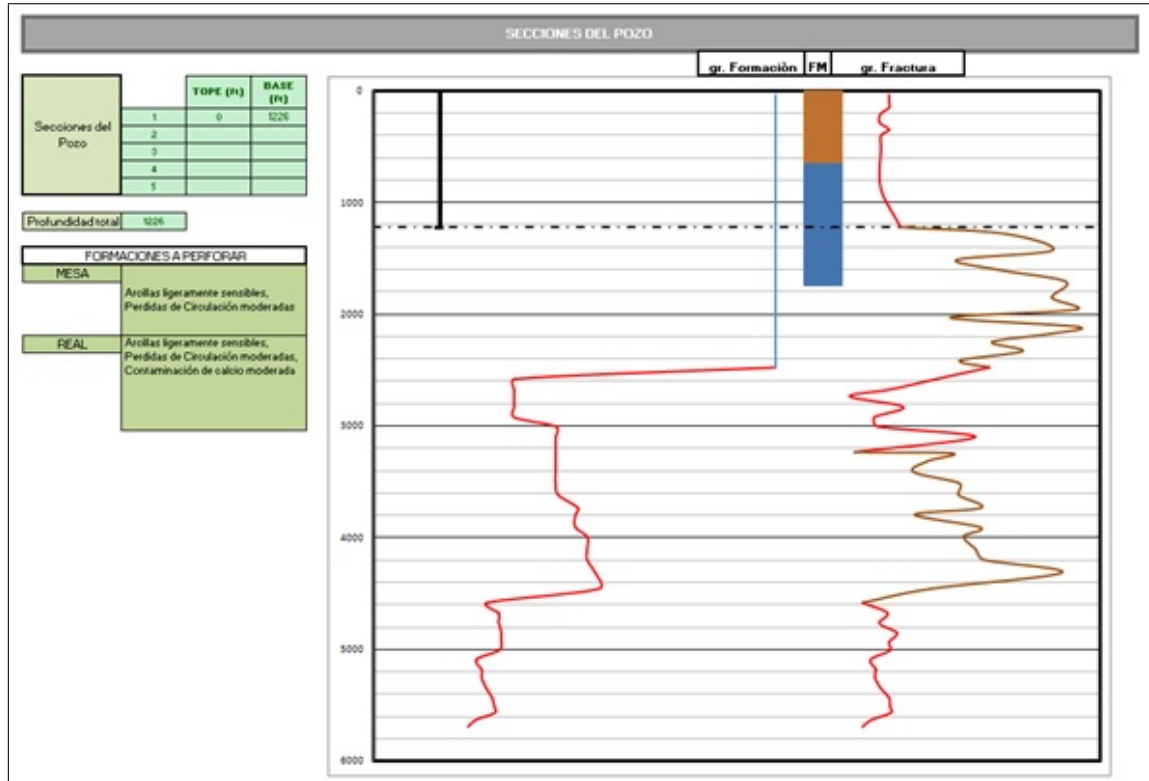 SECCIONES DEL POZO
gr. Formaciòn FM gr. Fractura
Secciones del Pozo
TOPE (Ft) BASE (Ft)
1 0 1226
2
3
4
5
Profundidad total 1226
FORMACIONES A PERFORAR
MESA
Arcillas ligeramente sensibles,
Perdidas de Circulación moderadas
REAL
Arcillas ligeramente sensibles,
Perdidas de Circulación moderadas,
Contaminación de calcio moderada
0
1000
2000
3000
4000
5000
6000